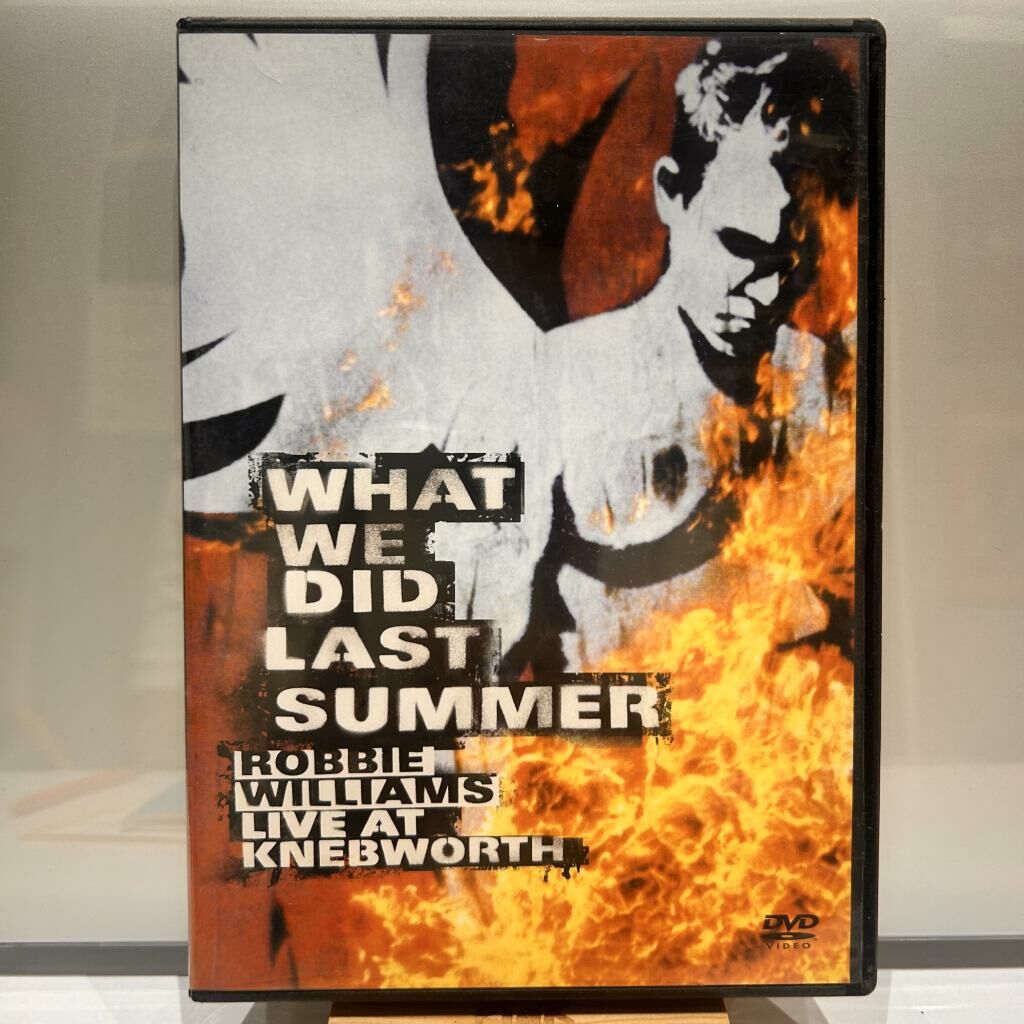 WHAT
WE
DID
LAST
SUMMER
ROBBIE
WILLIAMS
LIVE AT
KNEBWORTH
DVD
VIDEO